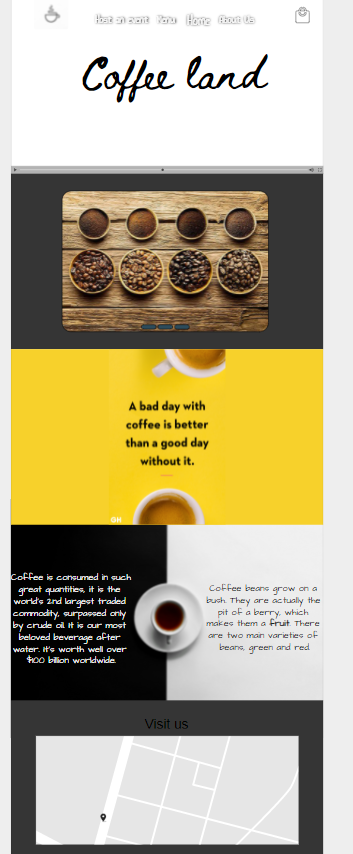 Host an event Menu Home About Us
Coffee land
A bad day with
coffee is better
than a good day
without it.
GH
Coffee is consumed in such
great quantities, it is the
world's 2nd largest traded
commodity, surpassed only
by crude oil. It is our most
beloved beverage after
water. It's worth well over
$100 billion worldwide.
Coffee beans grow on a
bush. They are actually the
pit of a berry, which
makes them a fruit. There
are two main varieties of
beans, green and red.
Visit us